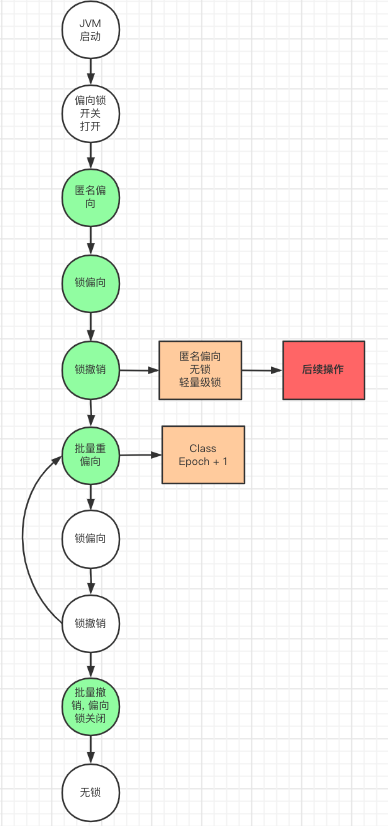 JVM
启动
偏向锁
开关
打开
匿名偏
向
锁偏向
锁撤销
匿名偏向
无锁
轻量级锁
后续操作
批量重
偏向
Class
Epoch + 1
锁偏向
锁撤销
批量撤
销, 偏向
锁关闭
无锁